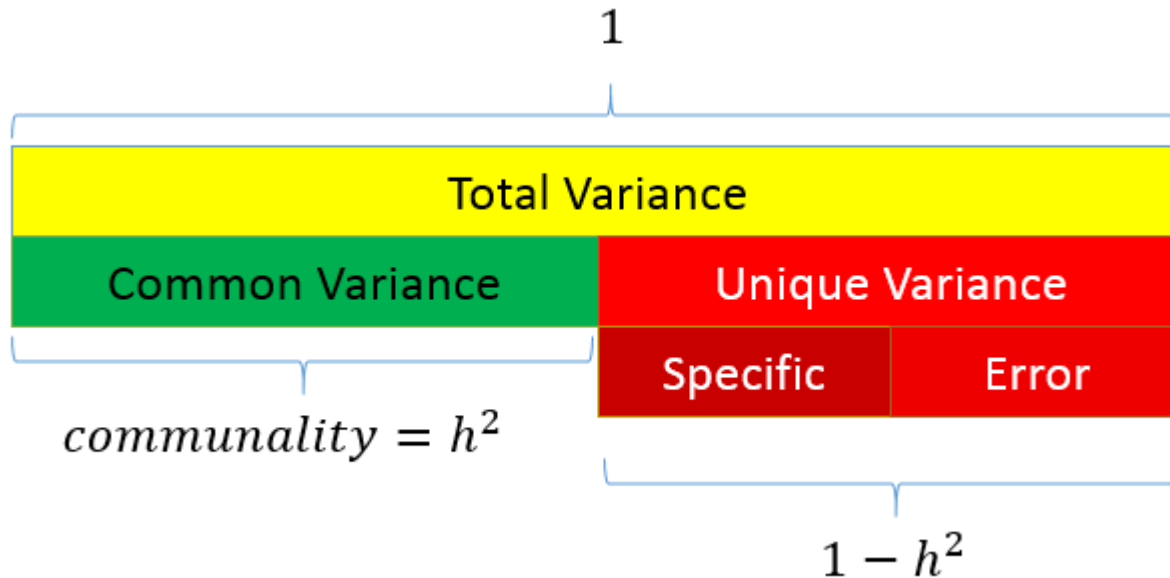 1
Total Variance
Common Variance
Unique Variance
Specific
Error
communality = h²
1 − h²